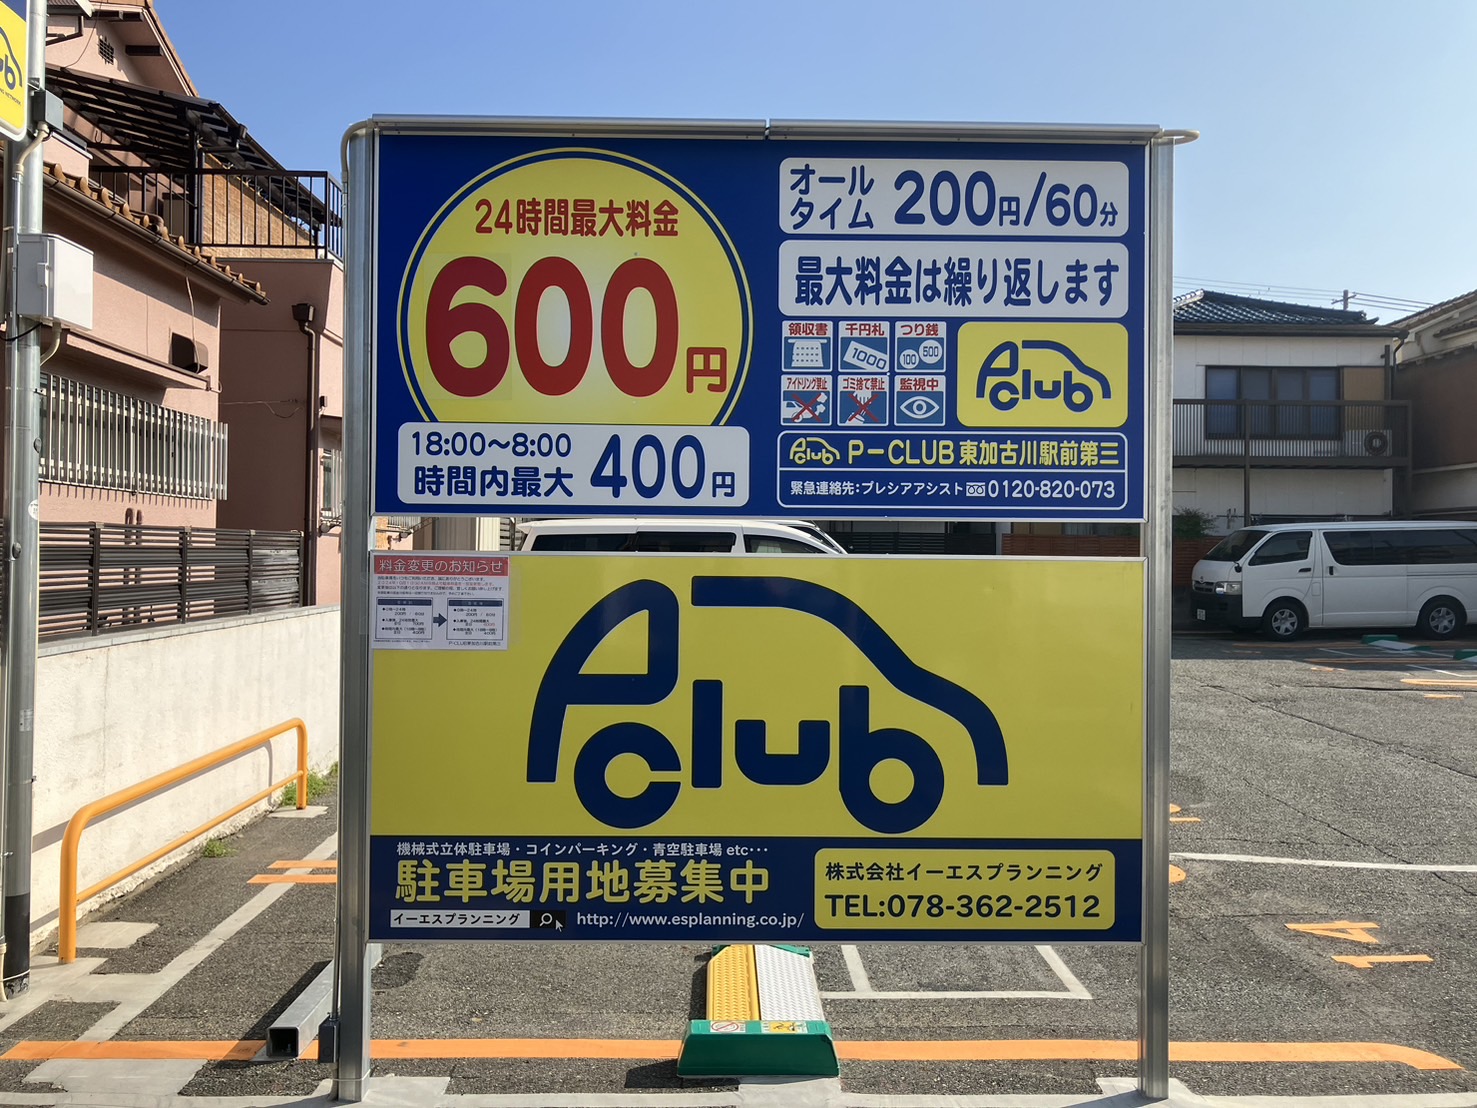 24時間最大料金
600円
18:00～8:00
時間内最大 400円
オールタイム 200円/60分
最大料金は繰り返します
領収書 千円札 つり銭
1000 100 500
アイドリング禁止 ゴミ捨て禁止 監視中
P club
P club P－CLUB 東加古川駅前第三
緊急連絡先：プレシアアシスト 0120-820-073
料金変更のお知らせ
P club
機械式立体駐車場・コインパーキング・青空駐車場 etc･･･
駐車場用地募集中
イーエスプランニング http://www.esplanning.co.jp/
株式会社イーエスプランニング
TEL:078-362-2512
14